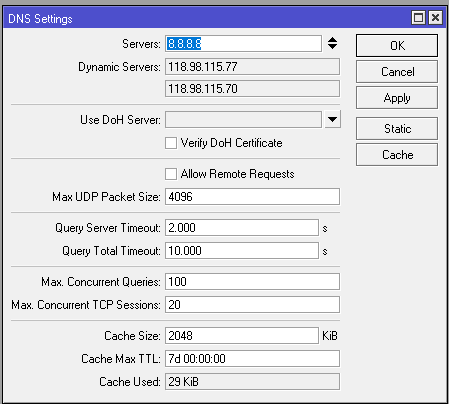 DNS Settings
Servers: 8.8.8.8
OK
Dynamic Servers: 118.98.115.77
Cancel
118.98.115.70
Apply
Use DoH Server:
Static
Verify DoH Certificate
Cache
Allow Remote Requests
Max UDP Packet Size: 4096
Query Server Timeout: 2.000 s
Query Total Timeout: 10.000 s
Max. Concurrent Queries: 100
Max. Concurrent TCP Sessions: 20
Cache Size: 2048 KiB
Cache Max TTL: 7d 00:00:00
Cache Used: 29 KiB